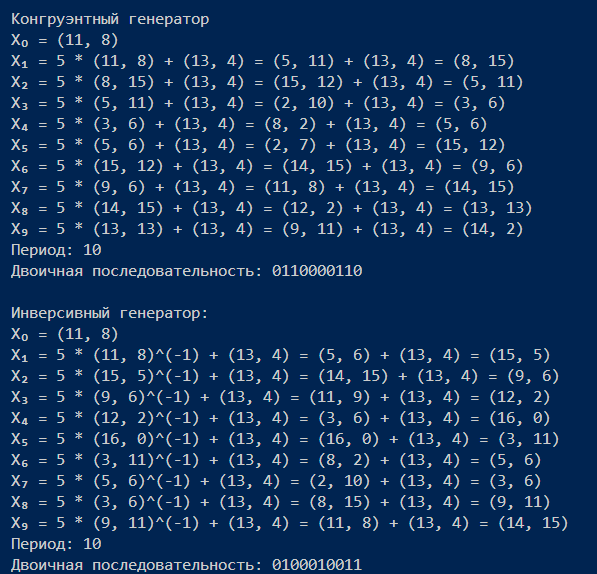 Конгруэнтный генератор
X₀ = (11, 8)
X₁ = 5 * (11, 8) + (13, 4) = (5, 11) + (13, 4) = (8, 15)
X₂ = 5 * (8, 15) + (13, 4) = (15, 12) + (13, 4) = (5, 11)
X₃ = 5 * (5, 11) + (13, 4) = (2, 10) + (13, 4) = (3, 6)
X₄ = 5 * (3, 6) + (13, 4) = (8, 2) + (13, 4) = (5, 6)
X₅ = 5 * (5, 6) + (13, 4) = (2, 7) + (13, 4) = (15, 12)
X₆ = 5 * (15, 12) + (13, 4) = (14, 15) + (13, 4) = (9, 6)
X₇ = 5 * (9, 6) + (13, 4) = (11, 8) + (13, 4) = (14, 15)
X₈ = 5 * (14, 15) + (13, 4) = (12, 2) + (13, 4) = (13, 13)
X₉ = 5 * (13, 13) + (13, 4) = (9, 11) + (13, 4) = (14, 2)
Период: 10
Двоичная последовательность: 0110000110
Инверсивный генератор:
X₀ = (11, 8)
X₁ = 5 * (11, 8)^(-1) + (13, 4) = (5, 6) + (13, 4) = (15, 5)
X₂ = 5 * (15, 5)^(-1) + (13, 4) = (14, 15) + (13, 4) = (9, 6)
X₃ = 5 * (9, 6)^(-1) + (13, 4) = (11, 9) + (13, 4) = (12, 2)
X₄ = 5 * (12, 2)^(-1) + (13, 4) = (3, 6) + (13, 4) = (16, 0)
X₅ = 5 * (16, 0)^(-1) + (13, 4) = (16, 0) + (13, 4) = (3, 11)
X₆ = 5 * (3, 11)^(-1) + (13, 4) = (8, 2) + (13, 4) = (5, 6)
X₇ = 5 * (5, 6)^(-1) + (13, 4) = (2, 10) + (13, 4) = (3, 6)
X₈ = 5 * (3, 6)^(-1) + (13, 4) = (8, 15) + (13, 4) = (9, 11)
X₉ = 5 * (9, 11)^(-1) + (13, 4) = (11, 8) + (13, 4) = (14, 15)
Период: 10
Двоичная последовательность: 0100010011